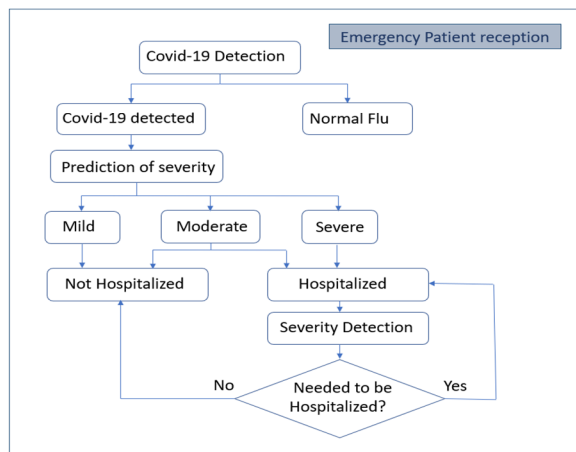 Emergency Patient reception
Covid-19 Detection
Covid-19 detected
Normal Flu
Prediction of severity
Mild
Moderate
Severe
Not Hospitalized
Hospitalized
Severity Detection
No
Needed to be
Hospitalized?
Yes